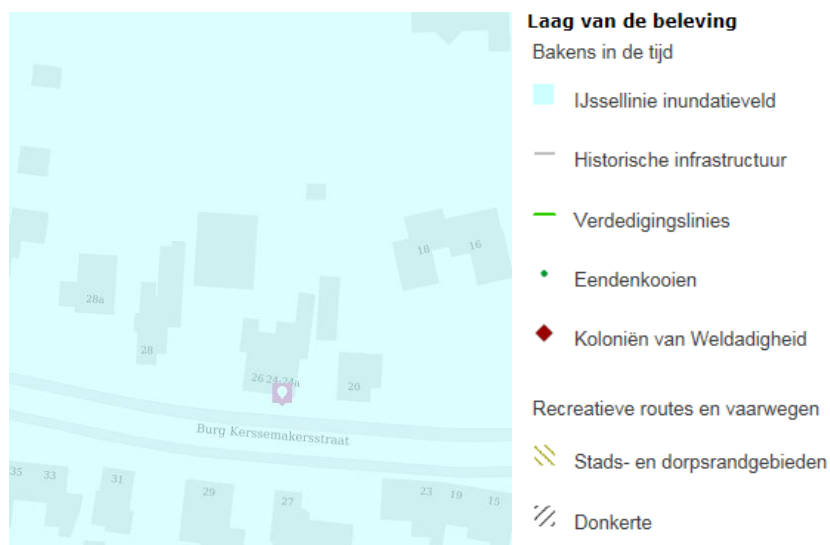 Laag van de beleving
Bakens in de tijd
IJssellinie inundatieveld
Historische infrastructuur
Verdedigingslinies
Eendenkooien
Koloniën van Weldadigheid
Recreatieve routes en vaarwegen
Stads- en dorpsrandgebieden
Donkerte
18
16
28a
28
26 24-24a
20
Burg Kerssemakersstraat
35
33
31
29
27
23
19
15